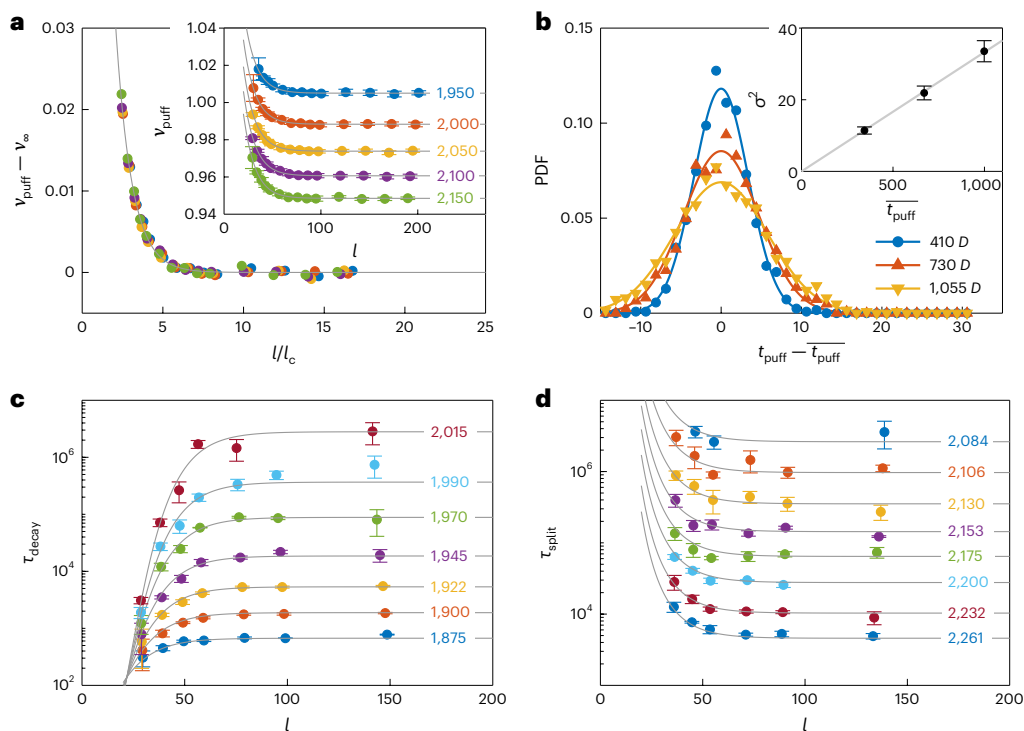 a
0.03
0.02
0.01
0
ν_puff − ν_∞
0 5 10 15 20 25
l/l_c
1.04
1.02
1.00
0.98
0.96
0.94
ν_puff
0 100 200
l
1,950
2,000
2,050
2,100
2,150
b
0.15
0.10
0.05
0
PDF
−10 0 10 20 30
t_puff − \overline{t_puff}
40
20
0
σ²
0 500 1,000
\overline{t_puff}
410 D
730 D
1,055 D
c
10⁶
10⁴
10²
τ_decay
0 50 100 150 200
l
2,015
1,990
1,970
1,945
1,922
1,900
1,875
d
10⁶
10⁴
τ_split
0 50 100 150 200
l
2,084
2,106
2,130
2,153
2,175
2,200
2,232
2,261